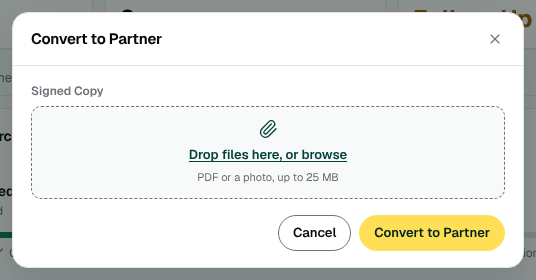 Convert to Partner
Signed Copy
Drop files here, or browse
PDF or a photo, up to 25 MB
Cancel
Convert to Partner